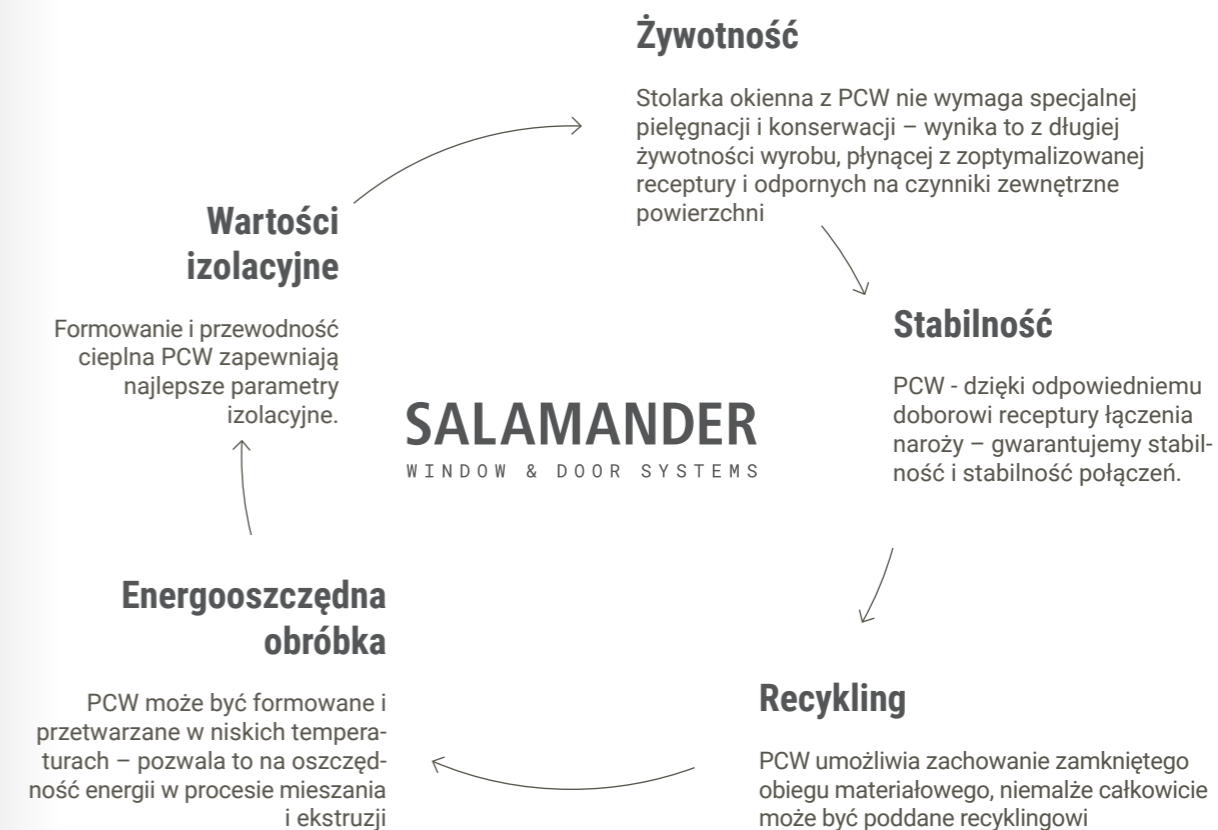 Żywotność
Stolarka okienna z PCW nie wymaga specjalnej
pielęgnacji i konserwacji – wynika to z długiej
żywotności wyrobu, płynącej z zoptymalizowanej
receptury i odpornych na czynniki zewnętrzne
powierzchni
Stabilność
PCW - dzięki odpowiedniemu
doborowi receptury łączenia
naroży – gwarantujemy stabil-
ność i stabilność połączeń.
Recykling
PCW umożliwia zachowanie zamkniętego
obiegu materiałowego, niemalże całkowicie
może być poddane recyklingowi
Energooszczędna
obróbka
PCW może być formowane i
przetwarzane w niskich tempera-
turach – pozwala to na oszczęd-
ność energii w procesie mieszania
i ekstruzji
Wartości
izolacyjne
Formowanie i przewodność
cieplna PCW zapewniają
najlepsze parametry
izolacyjne.
SALAMANDER
WINDOW & DOOR SYSTEMS